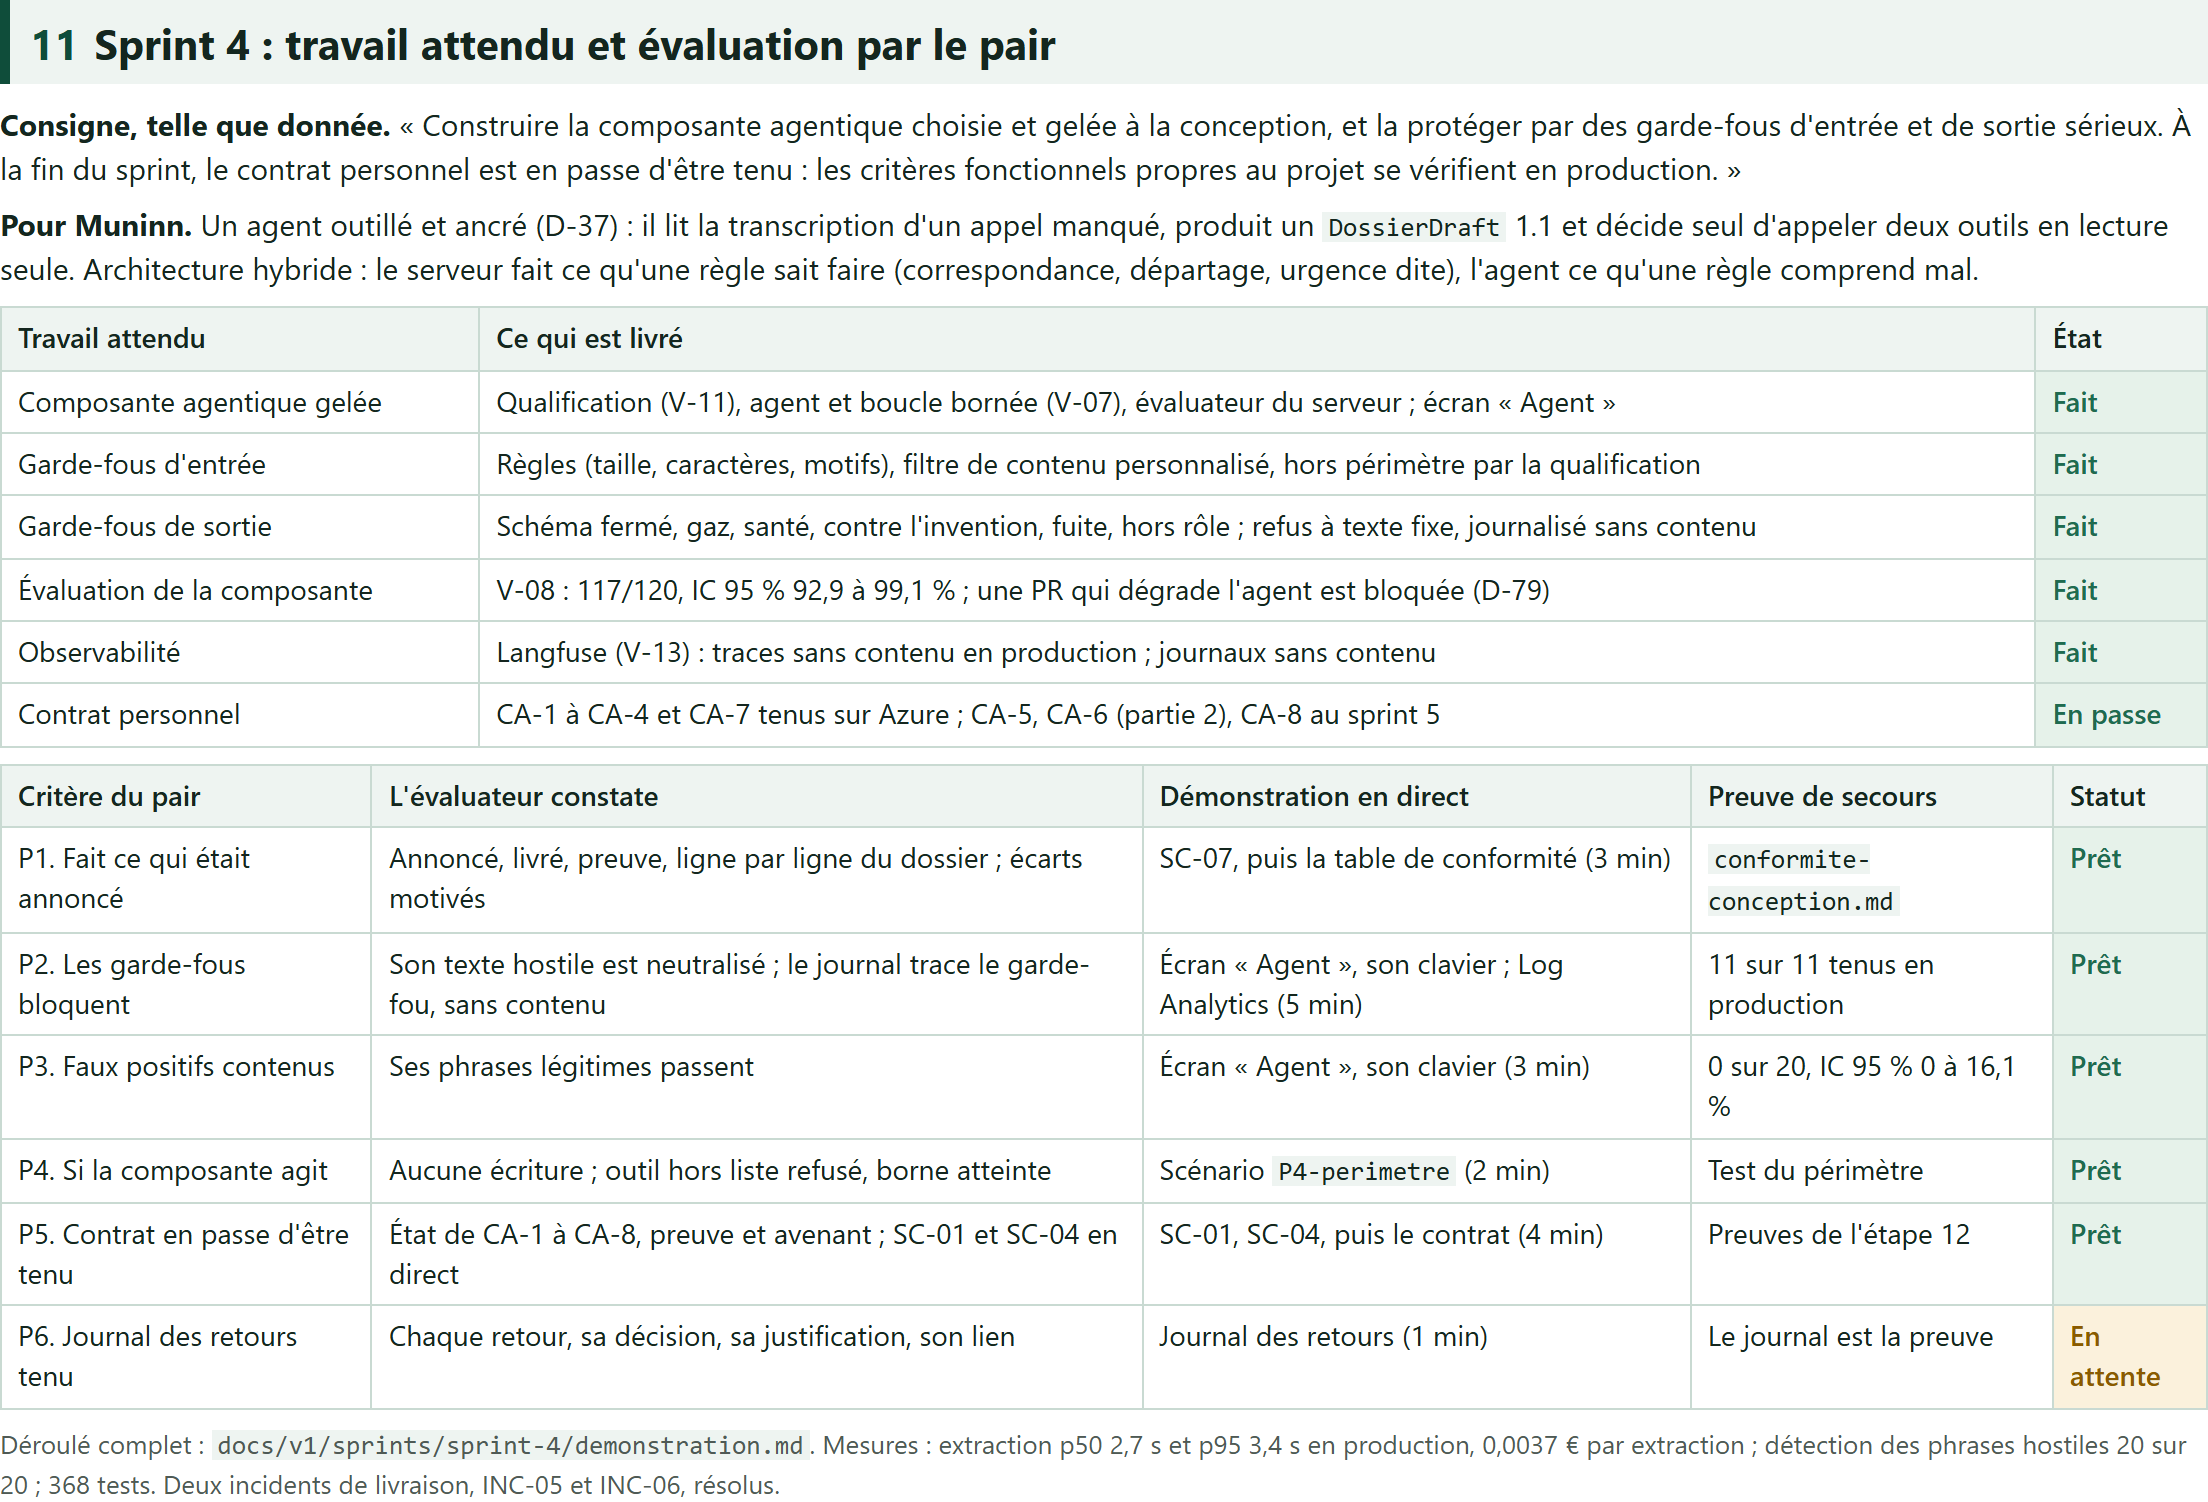 11 Sprint 4 : travail attendu et évaluation par le pair
Consigne, telle que donnée. « Construire la composante agentique choisie et gelée à la conception, et la protéger par des garde-fous d'entrée et de sortie sérieux. À
la fin du sprint, le contrat personnel est en passe d'être tenu : les critères fonctionnels propres au projet se vérifient en production. »
Pour Muninn. Un agent outillé et ancré (D-37) : il lit la transcription d'un appel manqué, produit un DossierDraft 1.1 et décide seul d'appeler deux outils en lecture
seule. Architecture hybride : le serveur fait ce qu'une règle sait faire (correspondance, départage, urgence dite), l'agent ce qu'une règle comprend mal.
Travail attendu Ce qui est livré État
Composante agentique gelée Qualification (V-11), agent et boucle bornée (V-07), évaluateur du serveur ; écran « Agent » Fait
Garde-fous d'entrée Règles (taille, caractères, motifs), filtre de contenu personnalisé, hors périmètre par la qualification Fait
Garde-fous de sortie Schéma fermé, gaz, santé, contre l'invention, fuite, hors rôle ; refus à texte fixe, journalisé sans contenu Fait
Évaluation de la composante V-08 : 117/120, IC 95 % 92,9 à 99,1 % ; une PR qui dégrade l'agent est bloquée (D-79) Fait
Observabilité Langfuse (V-13) : traces sans contenu en production ; journaux sans contenu Fait
Contrat personnel CA-1 à CA-4 et CA-7 tenus sur Azure ; CA-5, CA-6 (partie 2), CA-8 au sprint 5 En passe
Critère du pair L'évaluateur constate Démonstration en direct Preuve de secours Statut
P1. Fait ce qui était
annoncé
Annoncé, livré, preuve, ligne par ligne du dossier ; écarts
motivés
SC-07, puis la table de conformité (3 min)
conformite-
conception.md
Prêt
P2. Les garde-fous
bloquent
Son texte hostile est neutralisé ; le journal trace le garde-
fou, sans contenu
Écran « Agent », son clavier ; Log
Analytics (5 min)
11 sur 11 tenus en
production
Prêt
P3. Faux positifs contenus
Ses phrases légitimes passent
Écran « Agent », son clavier (3 min)
0 sur 20, IC 95 % 0 à 16,1
%
Prêt
P4. Si la composante agit
Aucune écriture ; outil hors liste refusé, borne atteinte
Scénario P4-perimetre (2 min)
Test du périmètre
Prêt
P5. Contrat en passe d'être
tenu
État de CA-1 à CA-8, preuve et avenant ; SC-01 et SC-04 en
direct
SC-01, SC-04, puis le contrat (4 min)
Preuves de l'étape 12
Prêt
P6. Journal des retours
tenu
Chaque retour, sa décision, sa justification, son lien
Journal des retours (1 min)
Le journal est la preuve
En
attente
Déroulé complet : docs/v1/sprints/sprint-4/demonstration.md. Mesures : extraction p50 2,7 s et p95 3,4 s en production, 0,0037 € par extraction ; détection des phrases hostiles 20 sur
20 ; 368 tests. Deux incidents de livraison, INC-05 et INC-06, résolus.